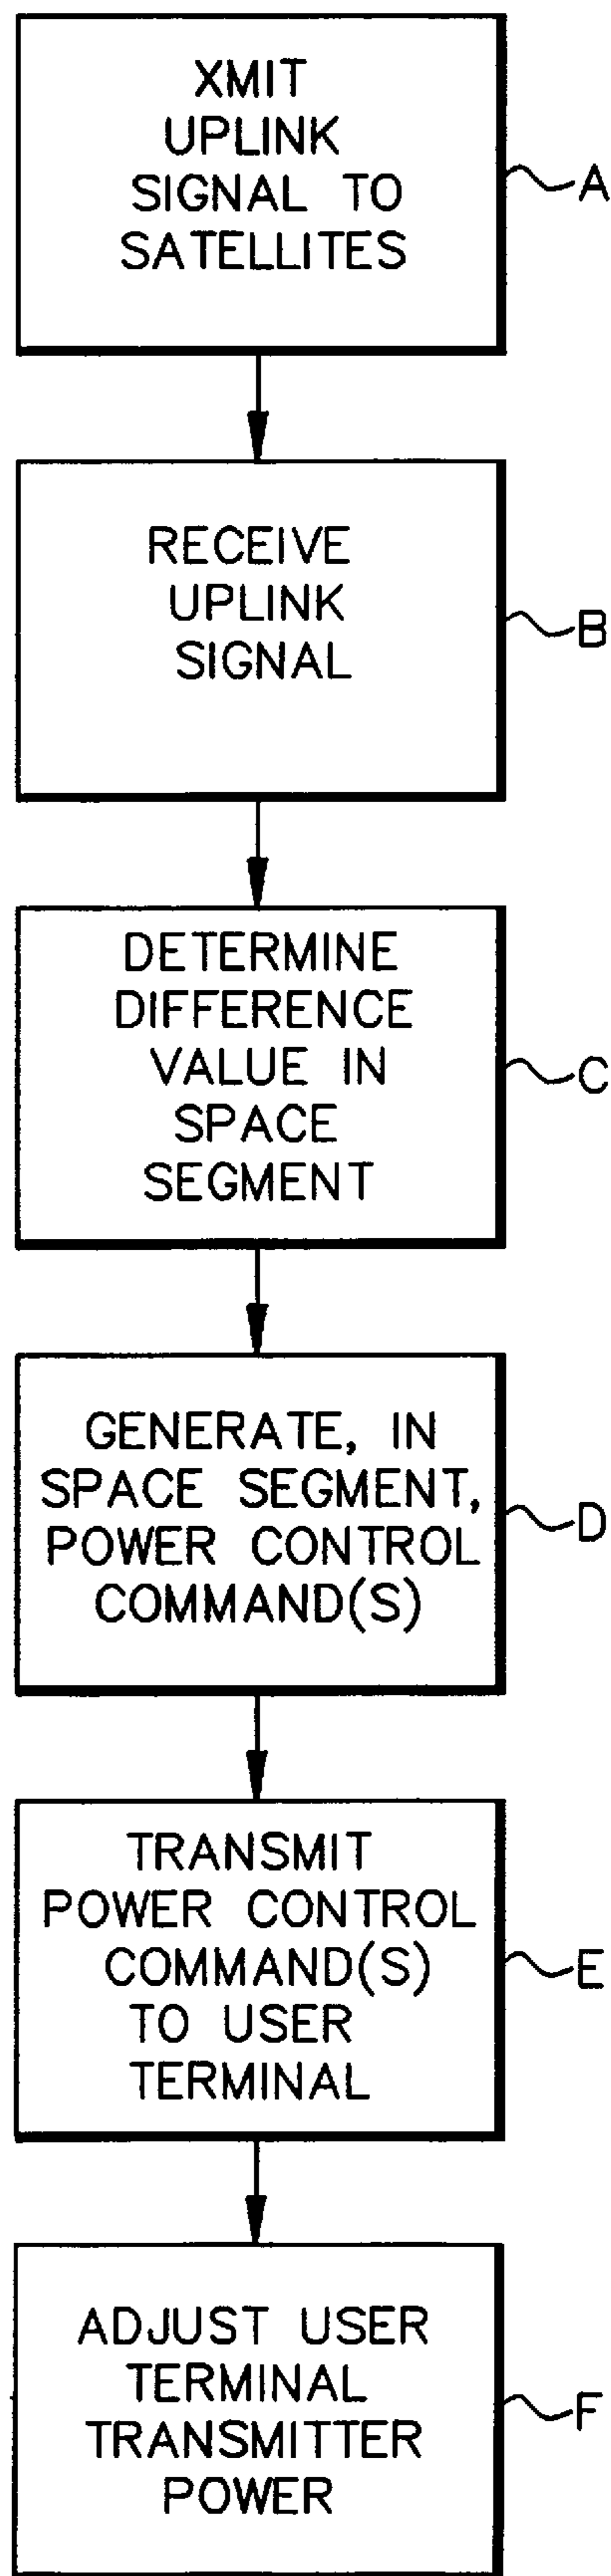 XMIT
UPLINK
SIGNAL TO
SATELLITES
A
RECEIVE
UPLINK
SIGNAL
B
DETERMINE
DIFFERENCE
VALUE IN
SPACE
SEGMENT
C
GENERATE, IN
SPACE SEGMENT,
POWER CONTROL
COMMAND(S)
D
TRANSMIT
POWER CONTROL
COMMAND(S)
TO USER
TERMINAL
E
ADJUST USER
TERMINAL
TRANSMITTER
POWER
F